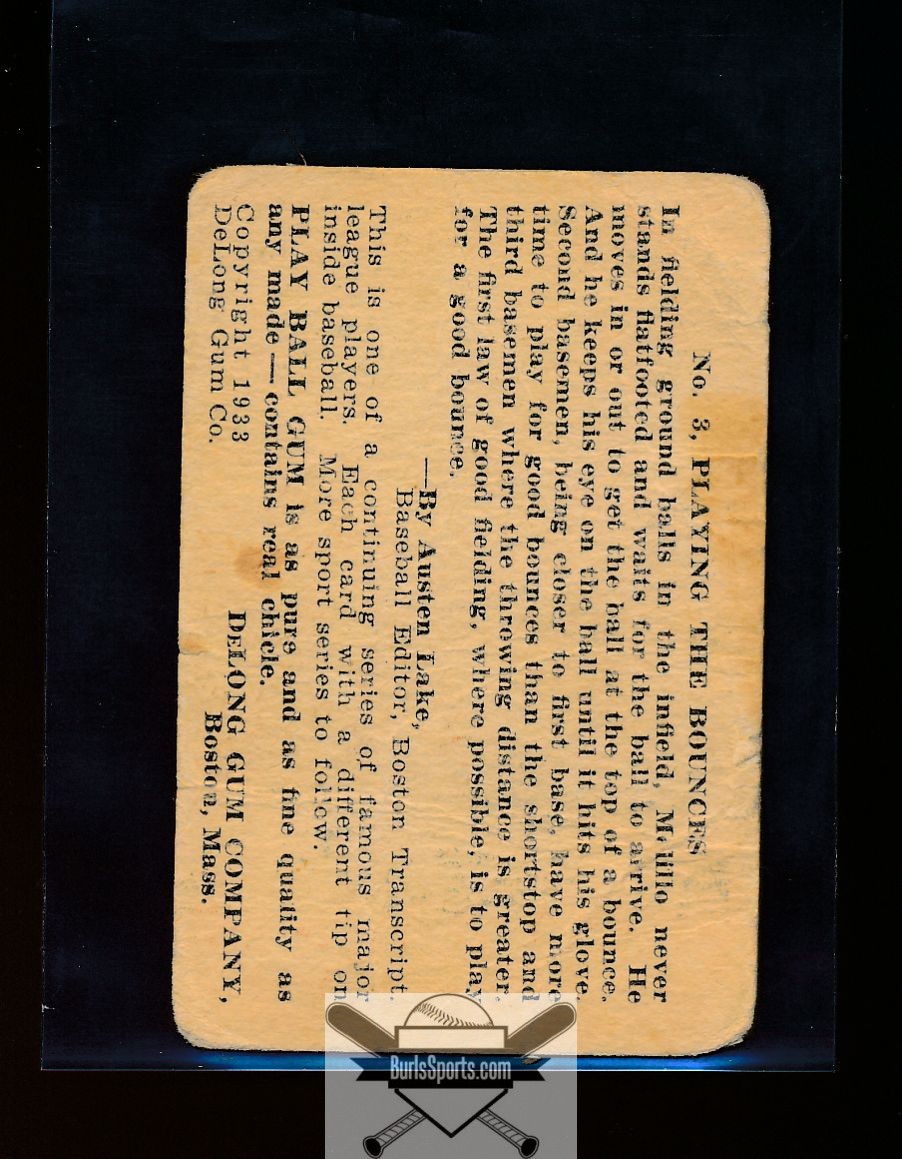 No. 3, PLAYING THE BOUNCES
In fielding ground balls in the infield, Melillo never
stands flatfooted and waits for the ball to arrive. He
moves in or out to get the ball at the top of a bounce.
And he keeps his eye on the ball until it hits his glove.
Second basemen, being closer to first base, have more
time to play for good bounces than the shortstop and
third basemen where the throwing distance is greater.
The first law of good fielding, where possible, is to play
for a good bounce.
—By Austen Lake,
Baseball Editor, Boston Transcript.
This is one of a continuing series of famous major
league players. Each card with a different tip on
inside baseball. More sport series to follow.
PLAY BALL GUM is as pure and as fine quality as
any made — contains real chicle.
DELONG GUM COMPANY,
Boston, Mass.
Copyright 1933
DeLong Gum Co.
BurlsSports.com